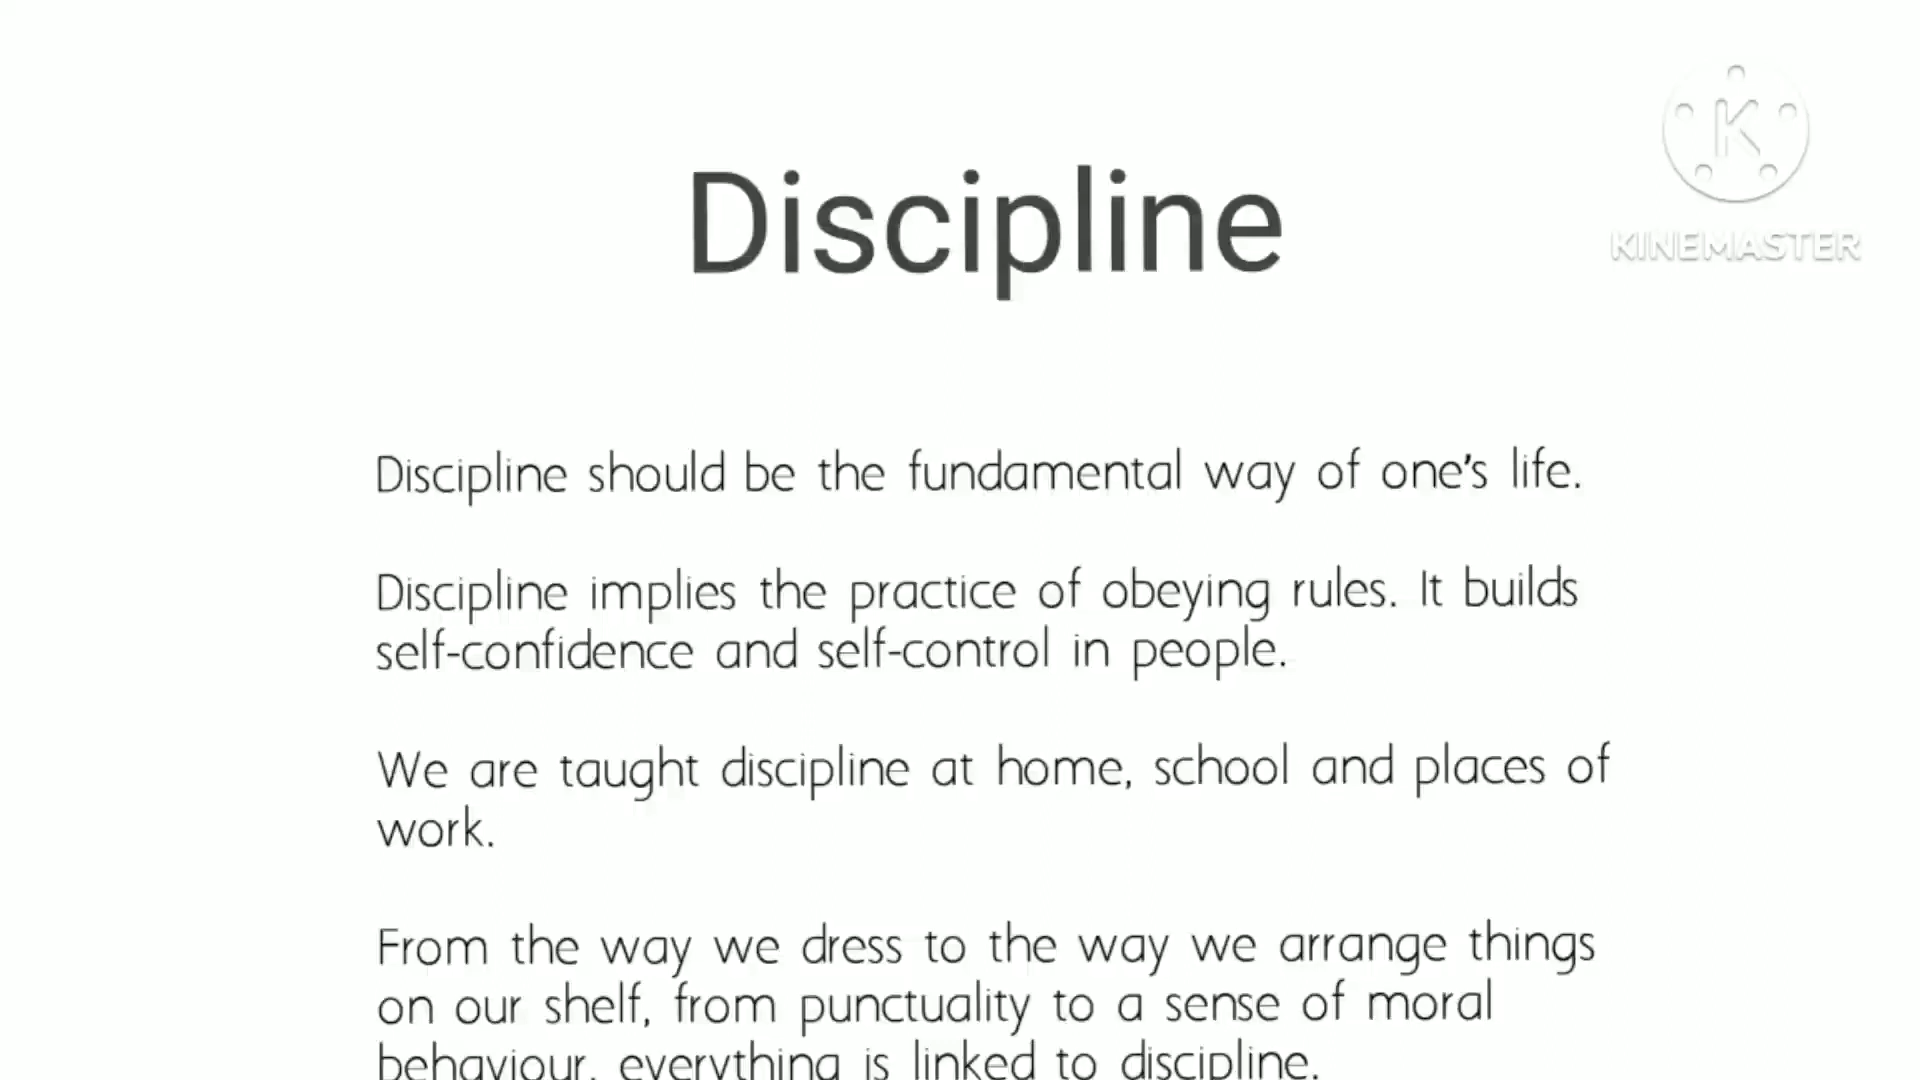 Discipline
KINEMASTER
Discipline should be the fundamental way of one's life.
Discipline implies the practice of obeying rules. It builds
self-confidence and self-control in people.
We are taught discipline at home, school and places of
work.
From the way we dress to the way we arrange things
on our shelf, from punctuality to a sense of moral
behaviour, everything is linked to discipline.